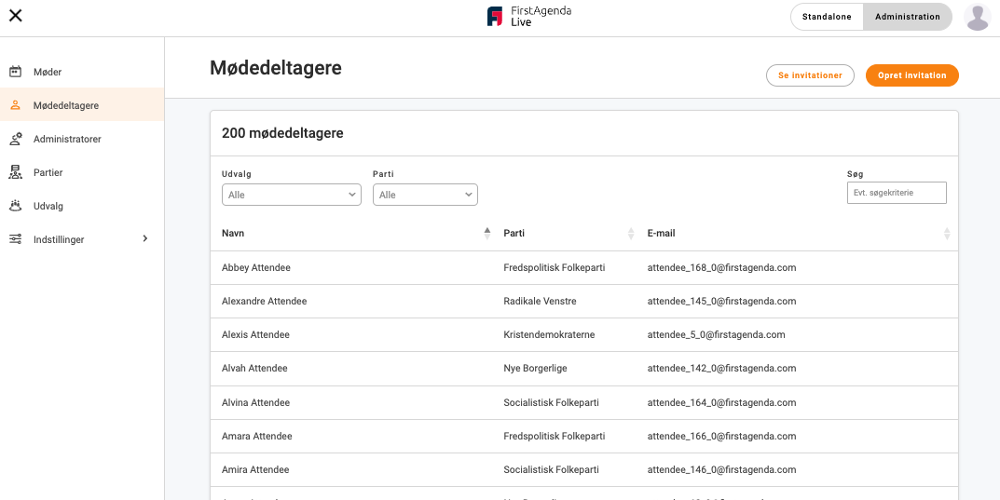 FirstAgenda
Live
Standalone
Administration
Møder
Mødedeltagere
Administratorer
Partier
Udvalg
Indstillinger
Mødedeltagere
Se invitationer
Opret invitation
200 mødedeltagere
Udvalg
Parti
Søg
Alle
Alle
Evt. søgekriterie
Navn Parti E-mail
Abbey Attendee Fredspolitisk Folkeparti attendee_168_0@firstagenda.com
Alexandre Attendee Radikale Venstre attendee_145_0@firstagenda.com
Alexis Attendee Kristendemokraterne attendee_5_0@firstagenda.com
Alvah Attendee Nye Borgerlige attendee_142_0@firstagenda.com
Alvina Attendee Socialistisk Folkeparti attendee_164_0@firstagenda.com
Amara Attendee Fredspolitisk Folkeparti attendee_166_0@firstagenda.com
Amira Attendee Socialistisk Folkeparti attendee_146_0@firstagenda.com